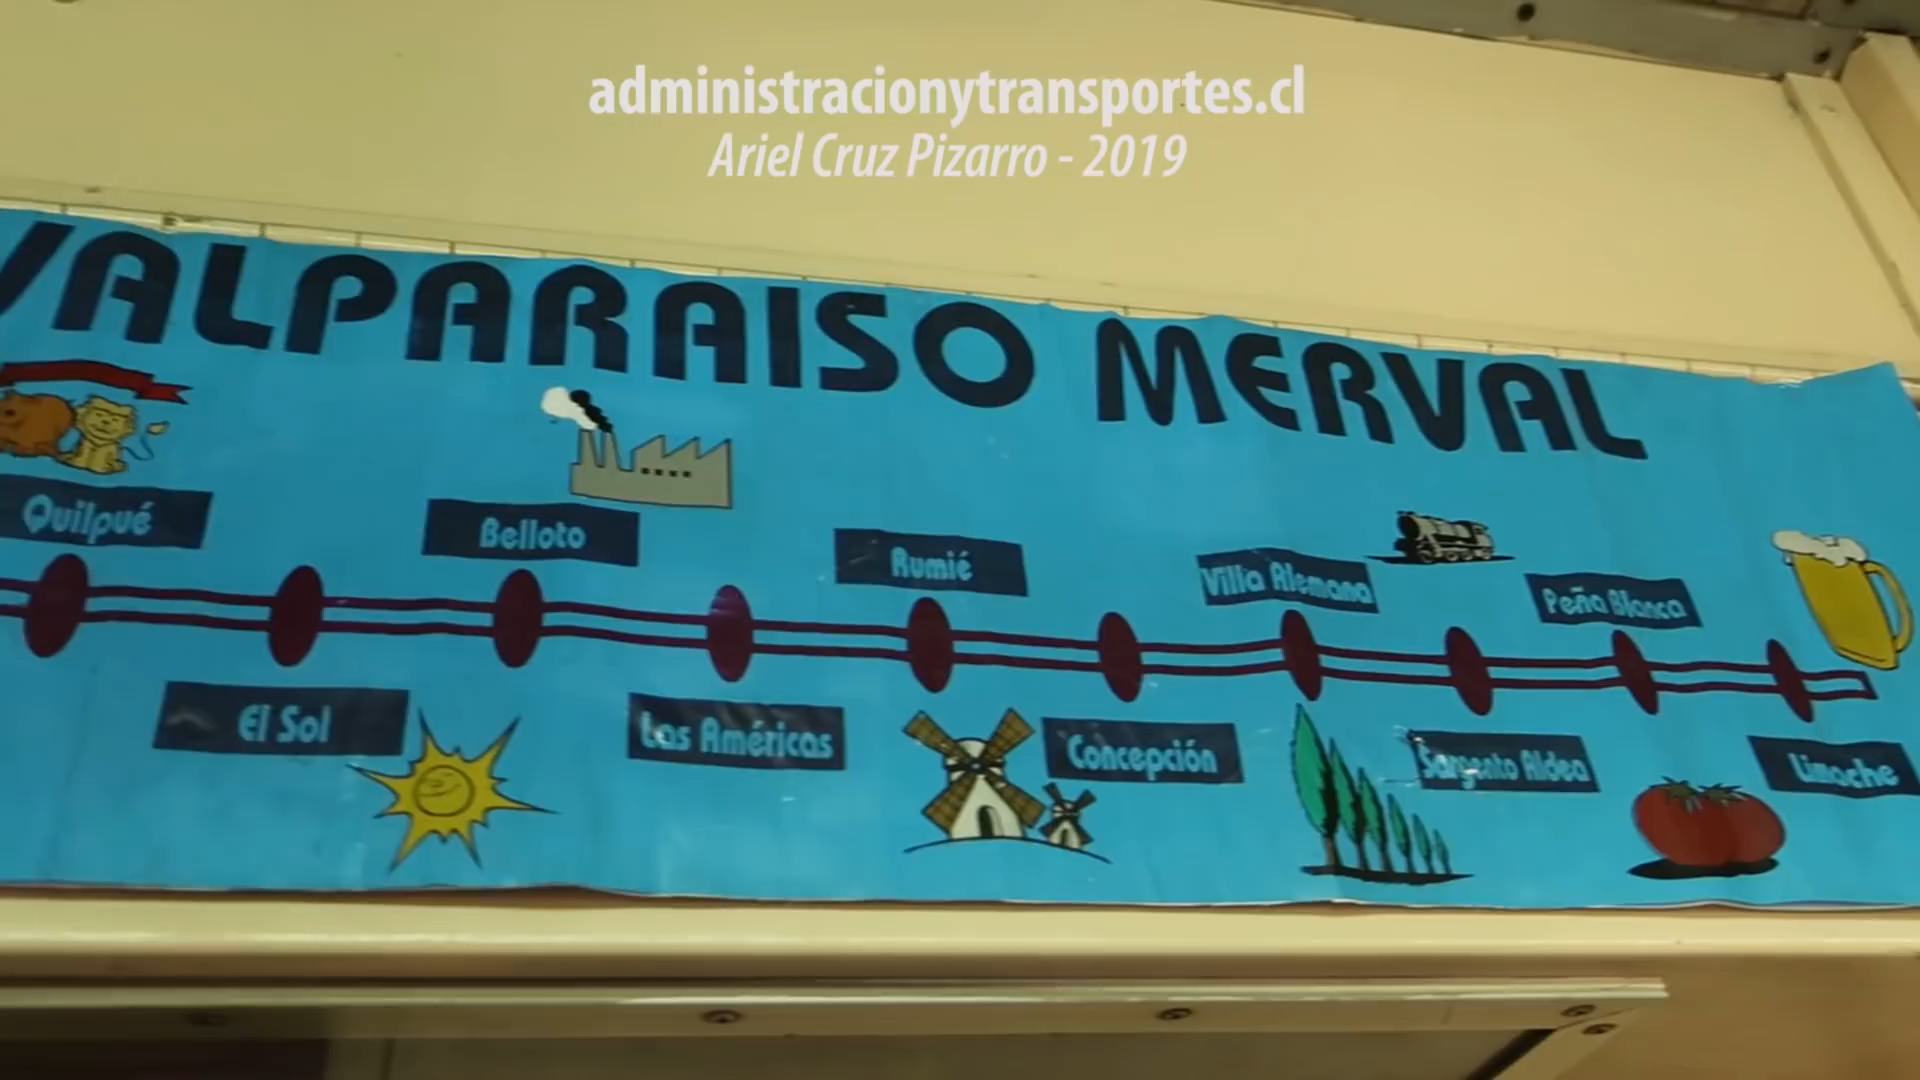 administracionytransportes.cl
Ariel Cruz Pizarro - 2019
VALPARAISO MERVAL
Quilpué
Belloto
Rumié
Villa Alemana
Peña Blanca
El Sol
Las Américas
Concepción
Sargento Aldea
Limache